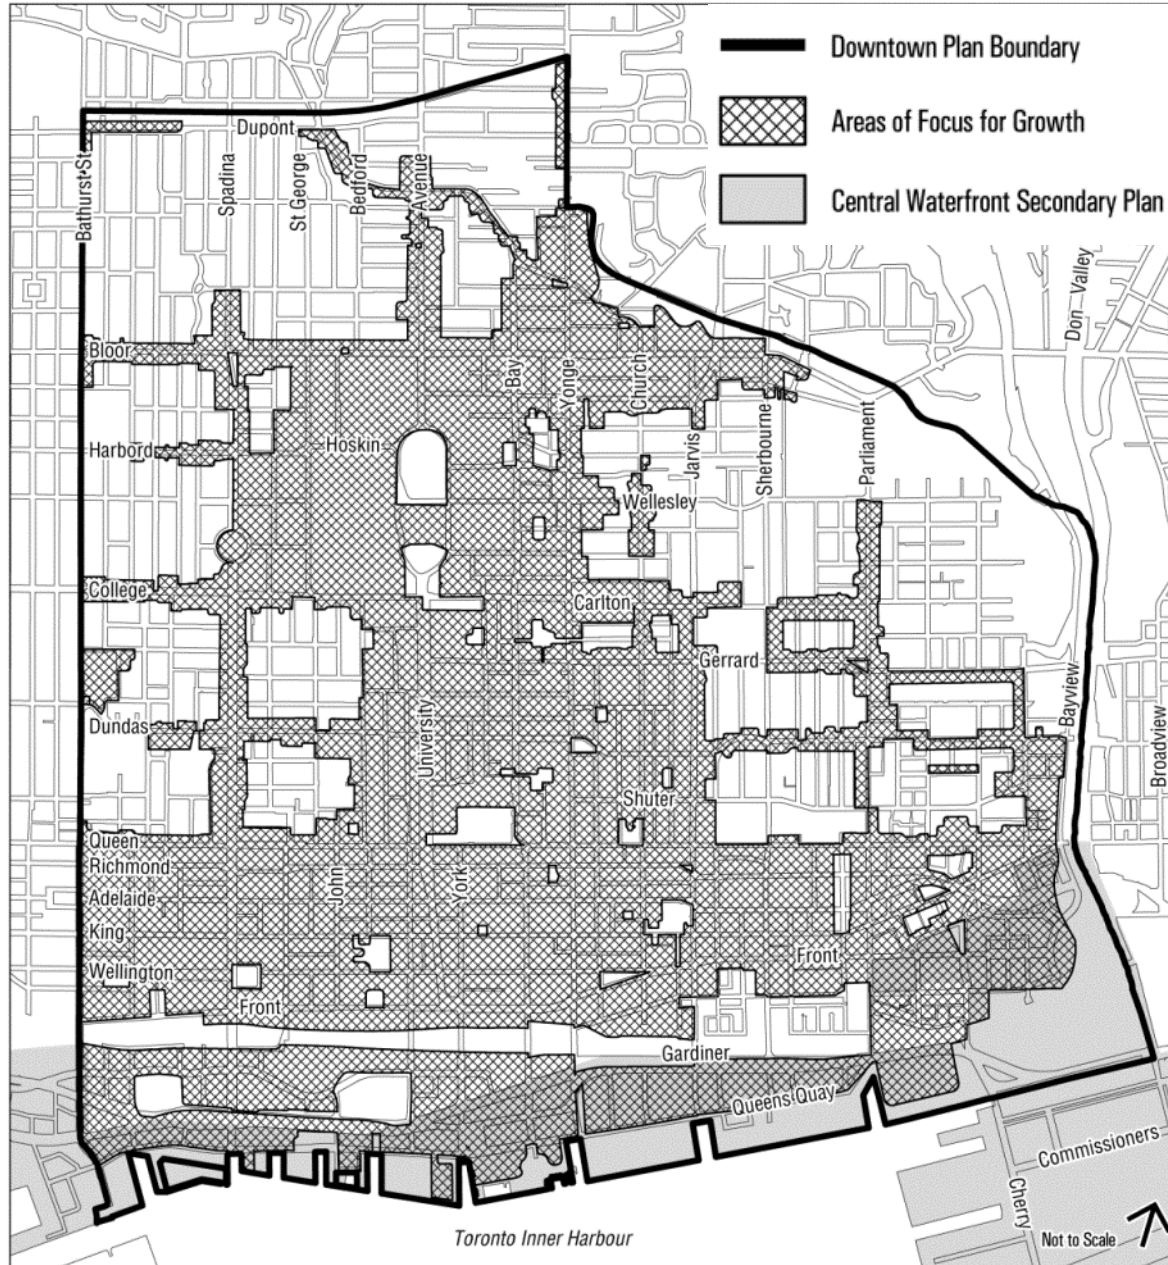 Downtown Plan Boundary
Areas of Focus for Growth
Central Waterfront Secondary Plan
Dupont
Bathurst St.
Spadina
St George
Bedford
Avenue
Don Valley
Bloor
Bay
Yonge
Church
Harbord
Hoskin
Jarvis
Sherbourne
Parliament
Wellesley
College
Carlton
Gerrard
Dundas
University
Bayview
Broadview
Shuter
Queen
Richmond
Adelaide
King
Wellington
John
York
Front
Front
Gardiner
Queens Quay
Commissioners
Cherry
Toronto Inner Harbour
Not to Scale